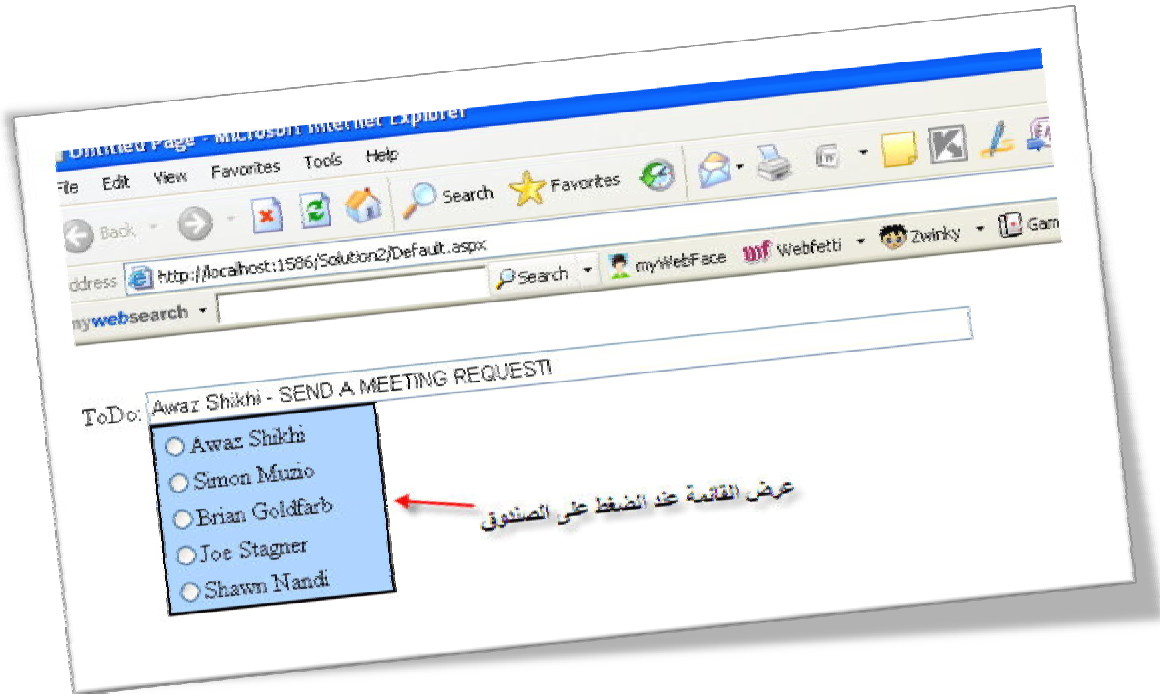 Untitled Page - Microsoft Internet Explorer
File Edit View Favorites Tools Help
Back Search Favorites
Address http://localhost:1586/Solution2/Default.aspx
mywebsearch Search myWebFace Webfetti Zwinky Gam
ToDo: Awaz Shikhi - SEND A MEETING REQUEST!
Awaz Shikhi
Simon Muzio
Brian Goldfarb
Joe Stagner
Shawn Nandi
عرض القائمة عند الضغط على الصندوق